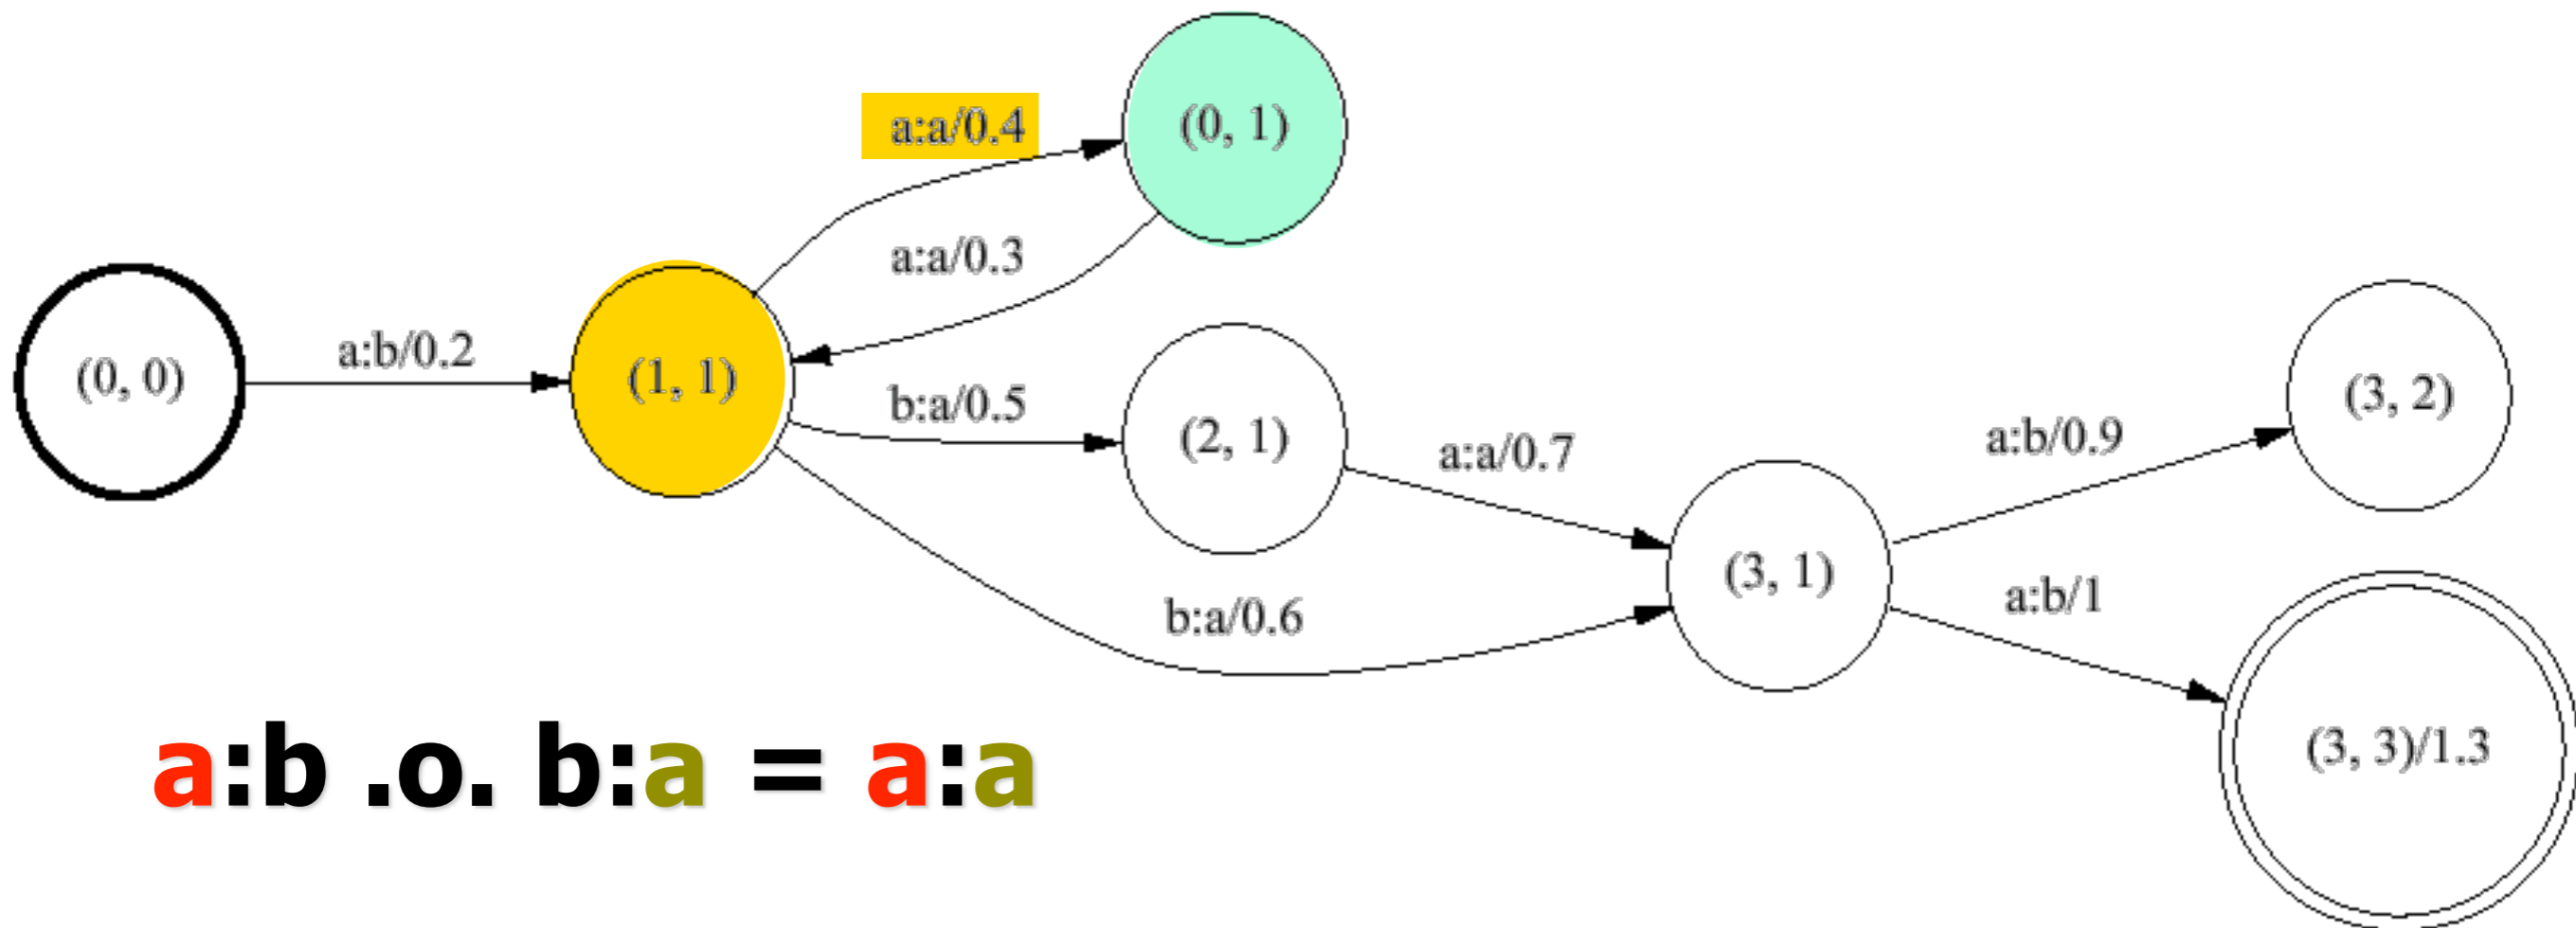 a:a/0.4
(0, 1)
a:a/0.3
(0, 0)
a:b/0.2
(1, 1)
b:a/0.5
(2, 1)
a:a/0.7
b:a/0.6
(3, 1)
a:b/0.9
(3, 2)
a:b/1
(3, 3)/1.3
a:b .o. b:a = a:a